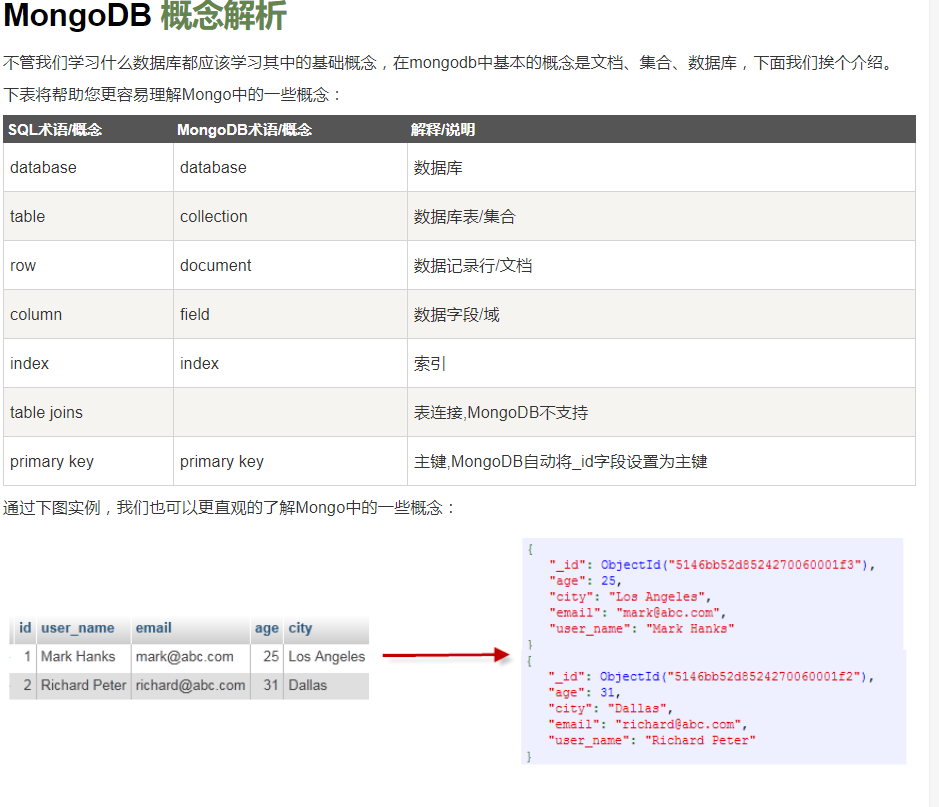 MongoDB 概念解析
不管我们学习什么数据库都应该学习其中的基础概念，在mongodb中基本的概念是文档、集合、数据库，下面我们挨个介绍。
下表将帮助您更容易理解Mongo中的一些概念：
SQL术语/概念 MongoDB术语/概念 解释/说明
database database 数据库
table collection 数据库表/集合
row document 数据记录行/文档
column field 数据字段/域
index index 索引
table joins 表连接,MongoDB不支持
primary key primary key 主键,MongoDB自动将_id字段设置为主键
通过下图实例，我们也可以更直观的了解Mongo中的一些概念：
id user_name email age city
1 Mark Hanks mark@abc.com 25 Los Angeles
2 Richard Peter richard@abc.com 31 Dallas
{
"_id": ObjectId("5146bb52d8524270060001f3"),
"age": 25,
"city": "Los Angeles",
"email": "mark@abc.com",
"user_name": "Mark Hanks"
}
{
"_id": ObjectId("5146bb52d8524270060001f2"),
"age": 31,
"city": "Dallas",
"email": "richard@abc.com",
"user_name": "Richard Peter"
}